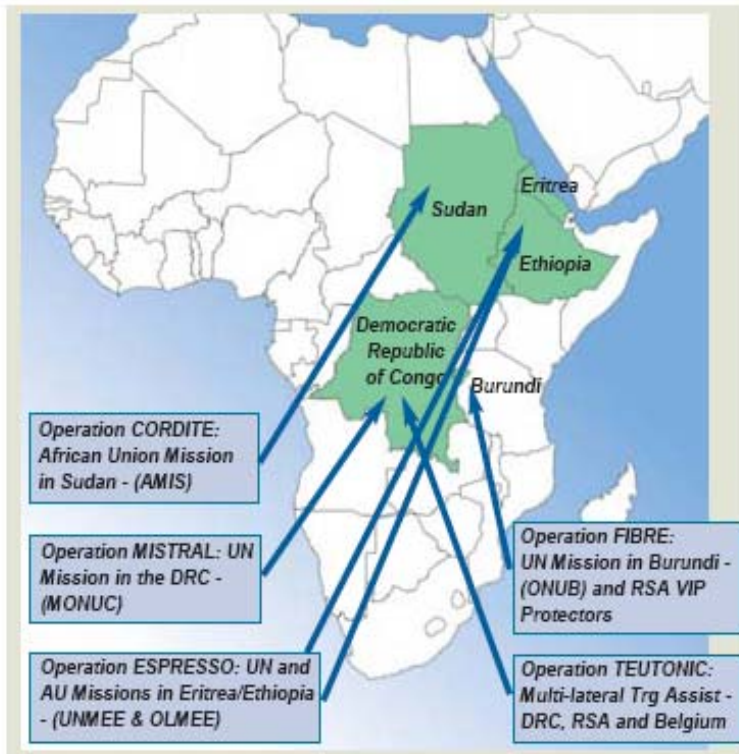 Eritrea
Sudan
Ethiopia
Democratic
Republic
of Congo
Burundi
Operation CORDITE:
African Union Mission
in Sudan - (AMIS)
Operation MISTRAL: UN
Mission in the DRC -
(MONUC)
Operation ESPRESSO: UN and
AU Missions in Eritrea/Ethiopia
- (UNMEE & OLMEE)
Operation FIBRE:
UN Mission in Burundi -
(ONUB) and RSA VIP
Protectors
Operation TEUTONIC:
Multi-lateral Trg Assist -
DRC, RSA and Belgium